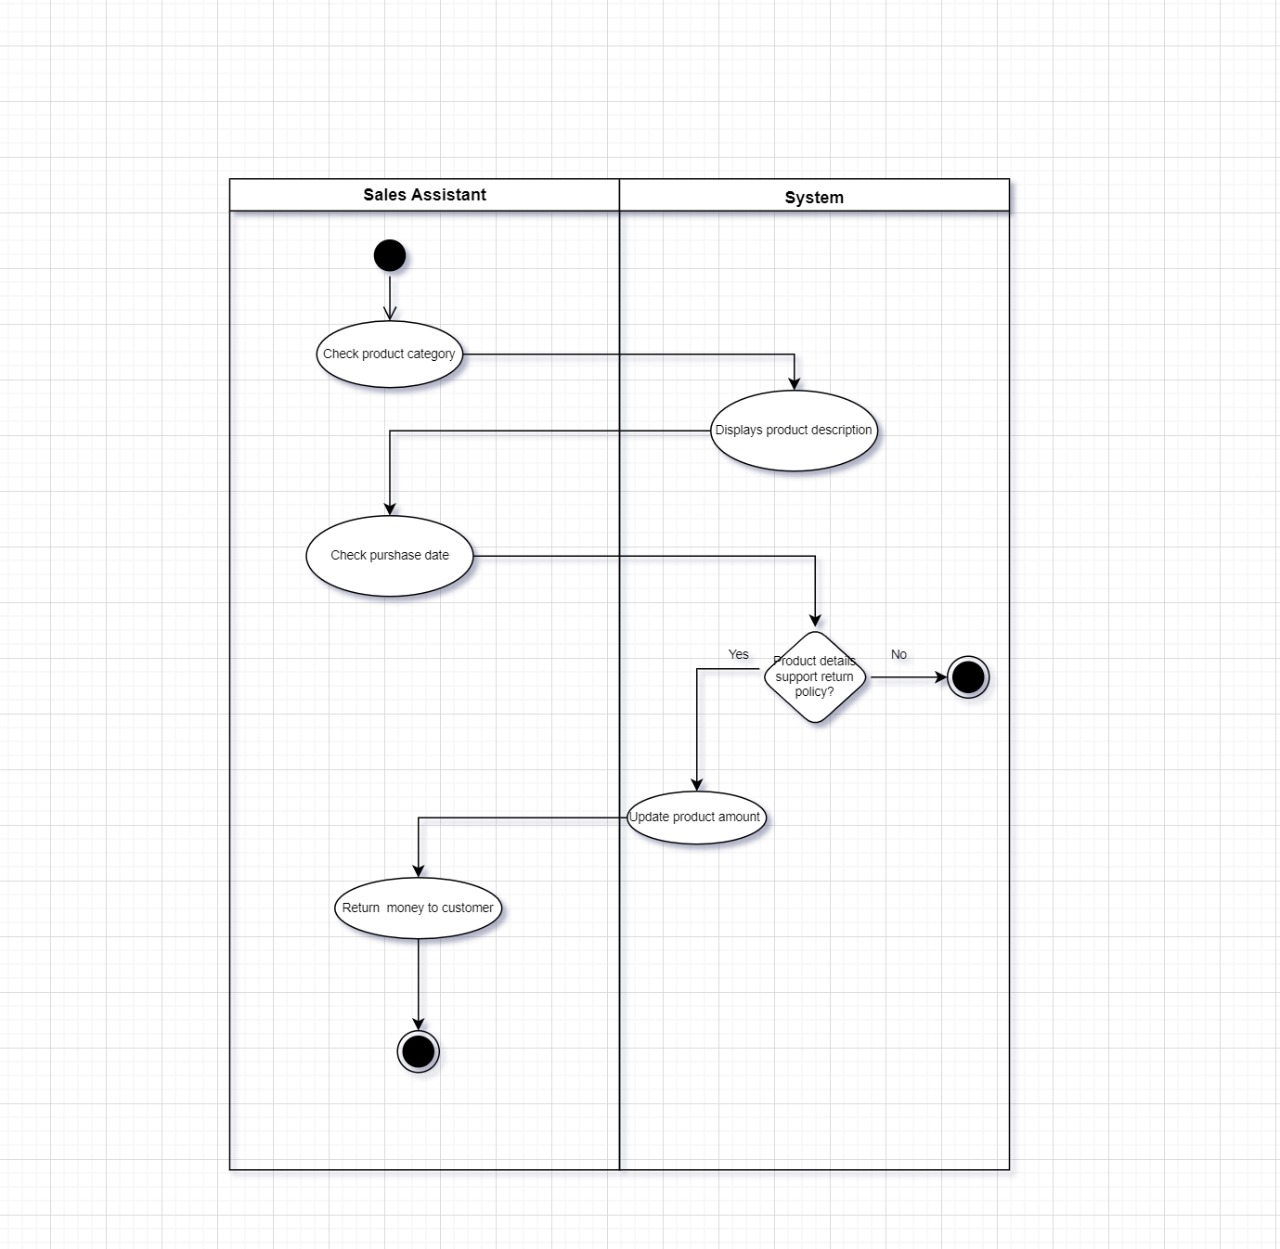 Sales Assistant
System
Check product category
Displays product description
Check purshase date
Yes
No
Product details
support return
policy?
Update product amount
Return  money to customer